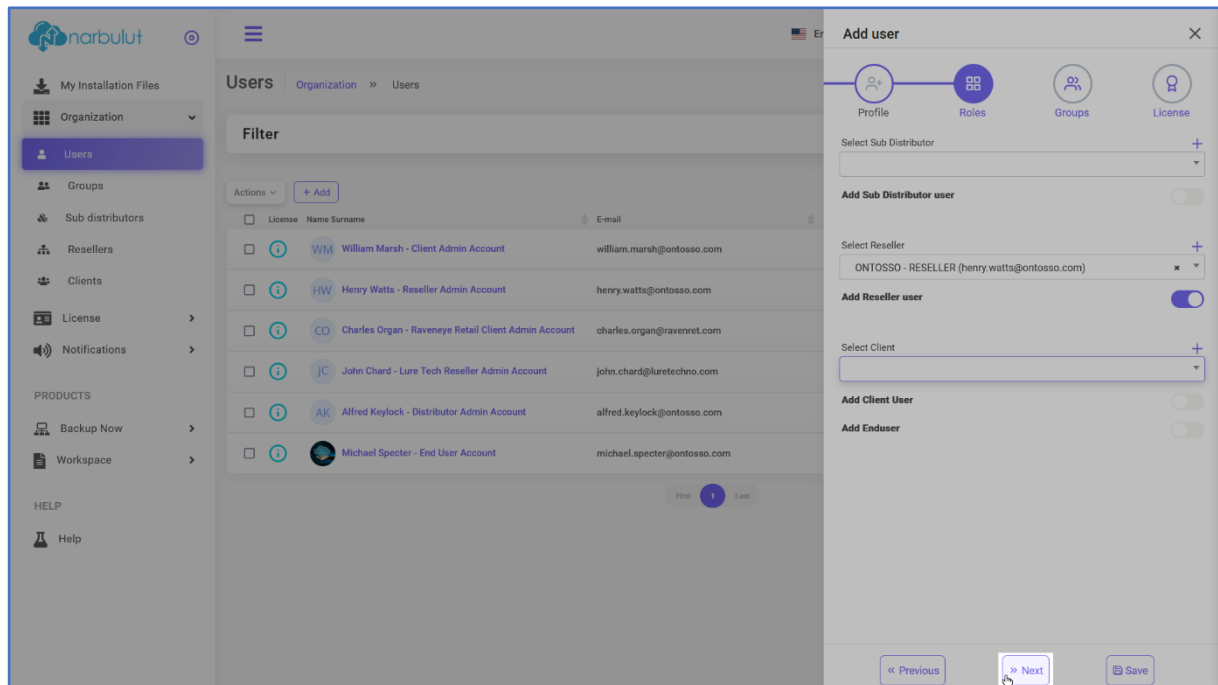 narbulut
My Installation Files
Organization
Users
Groups
Sub distributors
Resellers
Clients
License
Notifications
PRODUCTS
Backup Now
Workspace
HELP
Help
Users Organization » Users
Filter
Actions + Add
License Name Surname E-mail
WM William Marsh - Client Admin Account william.marsh@ontosso.com
HW Henry Watts - Reseller Admin Account henry.watts@ontosso.com
CO Charles Organ - Raveneye Retail Client Admin Account charles.organ@ravenret.com
JC John Chard - Lure Tech Reseller Admin Account john.chard@luretechno.com
AK Alfred Keylock - Distributor Admin Account alfred.keylock@ontosso.com
Michael Specter - End User Account michael.specter@ontosso.com
First 1 Last
Add user
Profile Roles Groups License
Select Sub Distributor
Add Sub Distributor user
Select Reseller
ONTOSSO - RESELLER (henry.watts@ontosso.com)
Add Reseller user
Select Client
Add Client User
Add Enduser
« Previous » Next Save